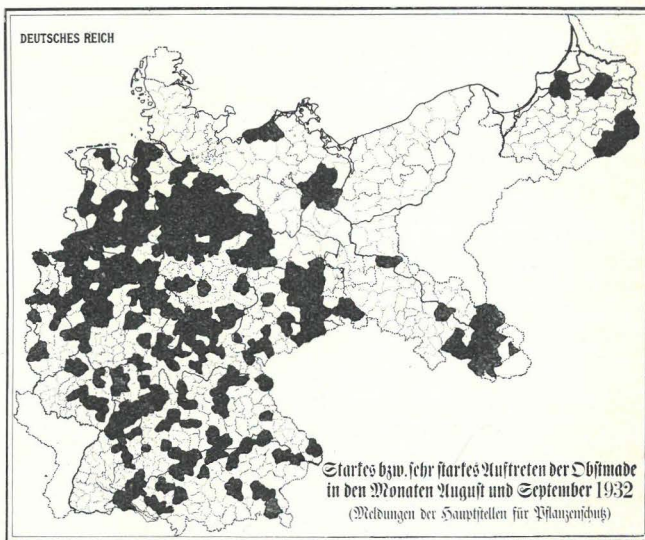 DEUTSCHES REICH
Starkes bzw. sehr starkes Auftreten der Obstmade
in den Monaten August und September 1932
(Meldungen der Hauptstellen für Pflanzenschutz)